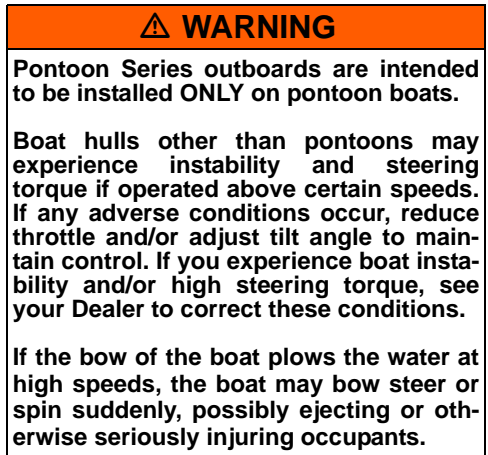 ⚠ WARNING
Pontoon Series outboards are intended
to be installed ONLY on pontoon boats.
Boat hulls other than pontoons may
experience instability and steering
torque if operated above certain speeds.
If any adverse conditions occur, reduce
throttle and/or adjust tilt angle to main-
tain control. If you experience boat insta-
bility and/or high steering torque, see
your Dealer to correct these conditions.
If the bow of the boat plows the water at
high speeds, the boat may bow steer or
spin suddenly, possibly ejecting or oth-
erwise seriously injuring occupants.